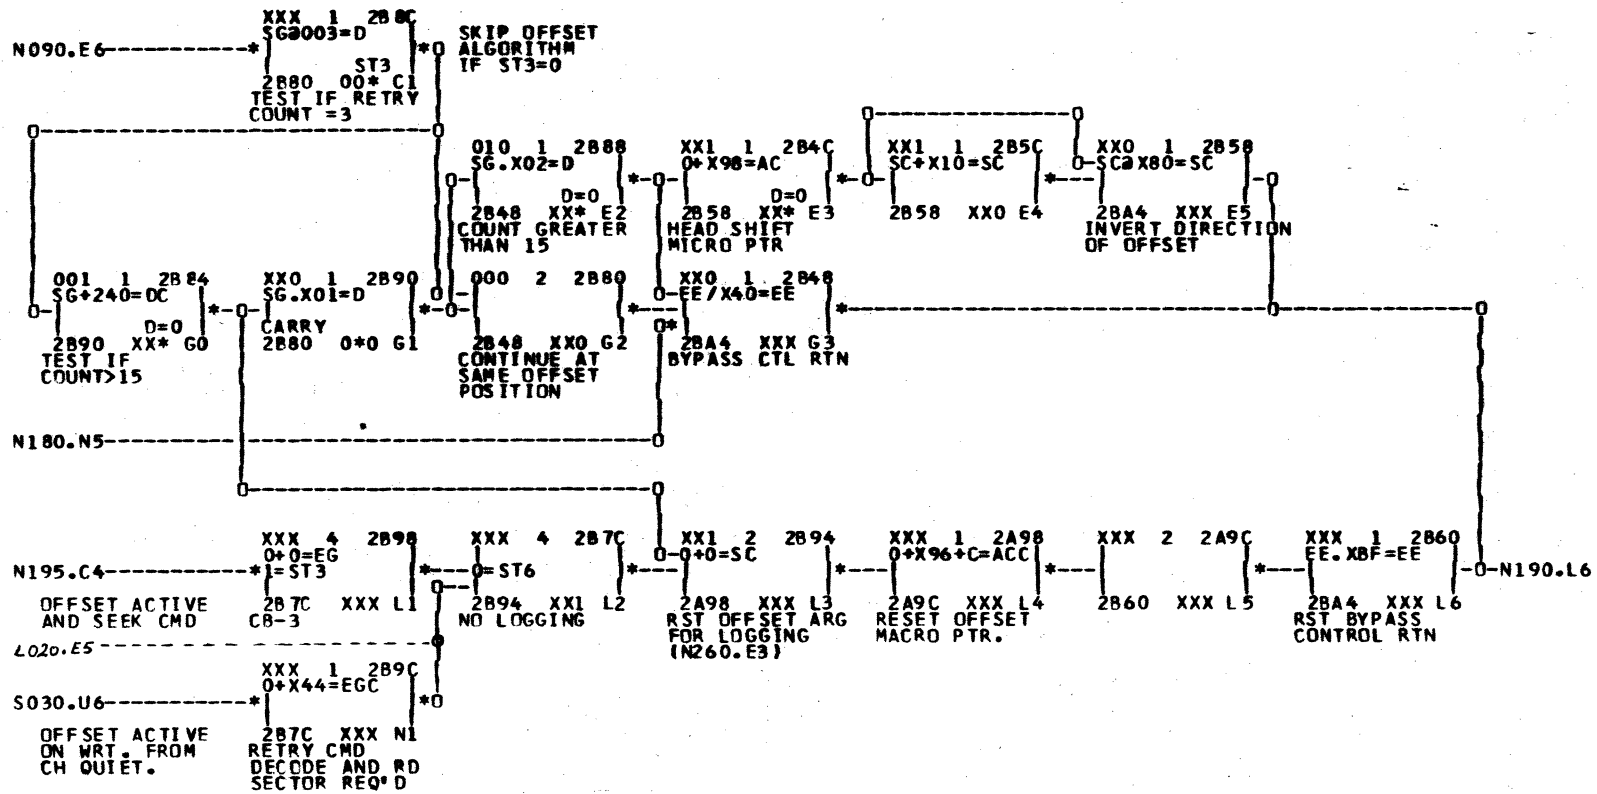 N090.E6
XXX 1 2B8C
SG@003=D
ST3
2B80 00* C1
TEST IF RETRY
COUNT =3
SKIP OFFSET
ALGORITHM
IF ST3=0
010 1 2B88
SG.X02=D
D=0
2B48 XX* E2
COUNT GREATER
THAN 15
XX1 1 2B4C
0+X98=AC
D=0
2B58 XX* E3
HEAD SHIFT
MICRO PTR
XX1 1 2B5C
SC+X10=SC
2B58 XX0 E4
XX0 1 2B58
SC@X80=SC
2BA4 XXX E5
INVERT DIRECTION
OF OFFSET
001 1 2B84
SG+240=DC
D=0
2B90 XX* G0
TEST IF
COUNT>15
XX0 1 2B90
SG.X01=D
CARRY
2B80 0*0 G1
000 2 2B80
2B48 XX0 G2
CONTINUE AT
SAME OFFSET
POSITION
XX0 1 2B48
EE/X40=EE
2BA4 XXX G3
BYPASS CTL RTN
N180.N5
N195.C4
OFFSET ACTIVE
AND SEEK CMD
XXX 4 2B98
0+0=EG
1=ST3
2B7C XXX L1
CB-3
XXX 4 2B7C
0=ST6
2B94 XX1 L2
NO LOGGING
XX1 2 2B94
0+0=SC
2A98 XXX L3
RST OFFSET ARG
FOR LOGGING
(N260.E3)
XXX 1 2A98
0+X96+C=ACC
2A9C XXX L4
RESET OFFSET
MACRO PTR.
XXX 2 2A9C
2B60 XXX L5
XXX 1 2B60
EE.XBF=EE
2BA4 XXX L6
RST BYPASS
CONTROL RTN
N190.L6
L020.E5
S030.U6
OFFSET ACTIVE
ON WRT. FROM
CH QUIET.
XXX 1 2B9C
0+X44=EGC
2B7C XXX N1
RETRY CMD
DECODE AND RD
SECTOR REQ'D